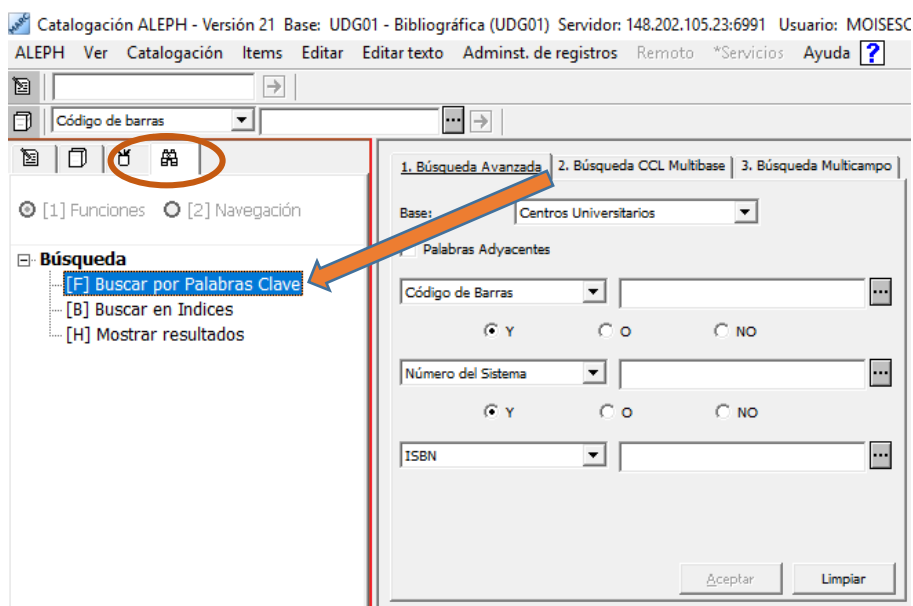 Catalogación ALEPH - Versión 21 Base: UDG01 - Bibliográfica (UDG01) Servidor: 148.202.105.23:6991 Usuario: MOISESC
ALEPH Ver Catalogación Items Editar Editar texto Adminst. de registros Remoto *Servicios Ayuda ?
Código de barras
[1] Funciones [2] Navegación
Búsqueda
[F] Buscar por Palabras Clave
[B] Buscar en Indices
[H] Mostrar resultados
1. Búsqueda Avanzada 2. Búsqueda CCL Multibase 3. Búsqueda Multicampo
Base: Centros Universitarios
Palabras Adyacentes
Código de Barras
Y O NO
Número del Sistema
Y O NO
ISBN
Aceptar Limpiar